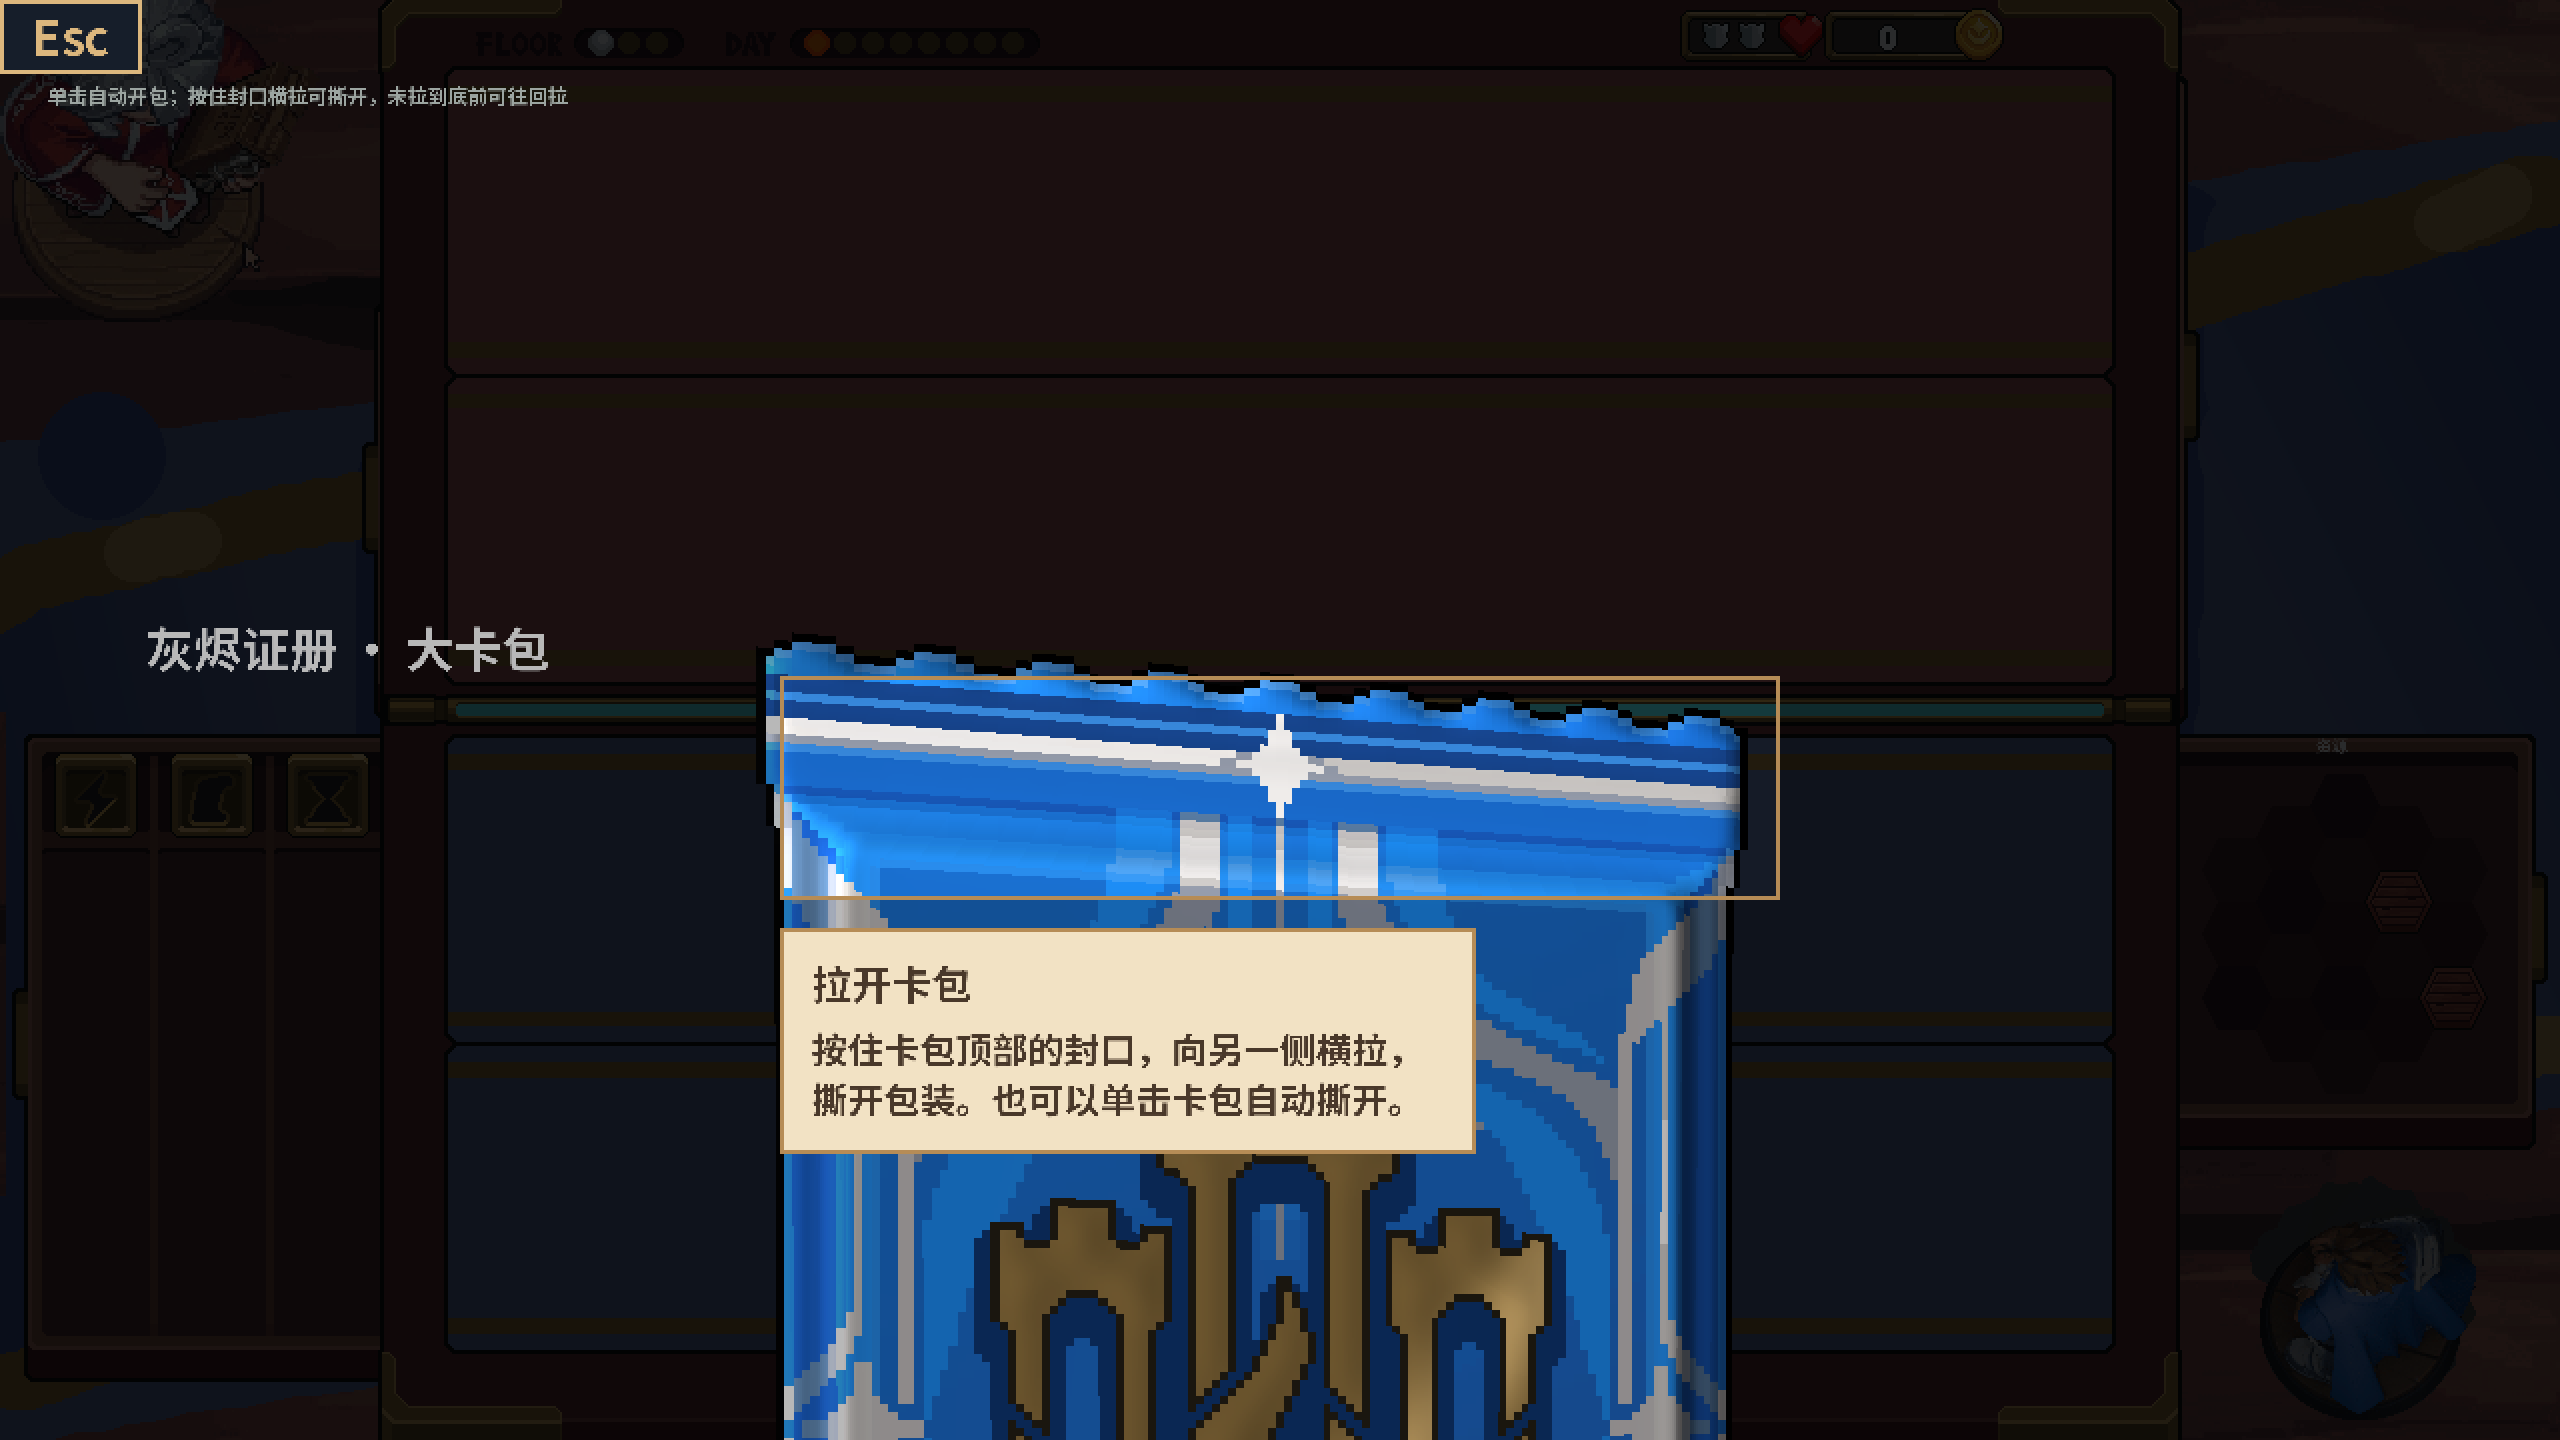 Esc
FLOOR
DAY
0
单击自动开包；按住封口横拉可撕开，未拉到底前可往回拉
灰烬证册 · 大卡包
拉开卡包
按住卡包顶部的封口，向另一侧横拉，
撕开包装。也可以单击卡包自动撕开。